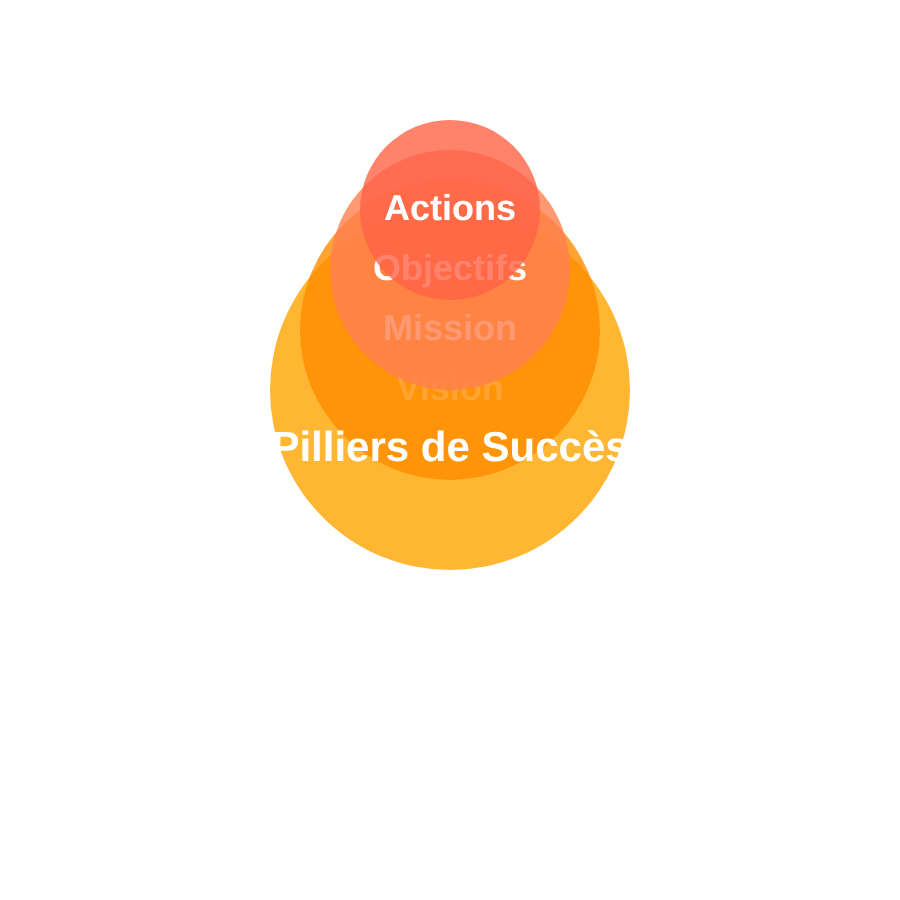 Actions
Objectifs
Mission
Vision
Pilliers de Succès